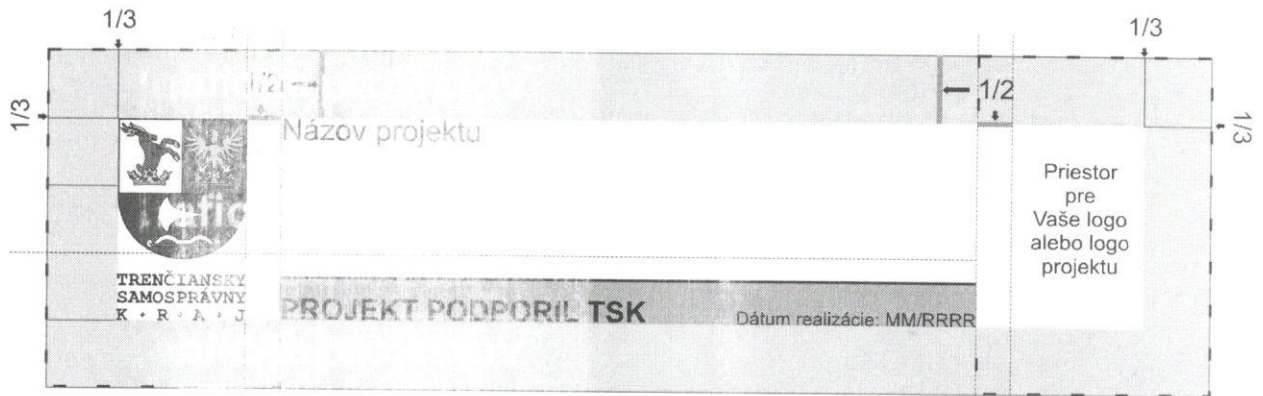 1/3
1/3
1/2
1/2
1/3
1/3
Názov projektu
Priestor
pre
Vaše logo
alebo logo
projektu
TRENČIANSKY
SAMOSPRÁVNY
K · R · A · J
PROJEKT PODPORIL TSK
Dátum realizácie: MM/RRRR